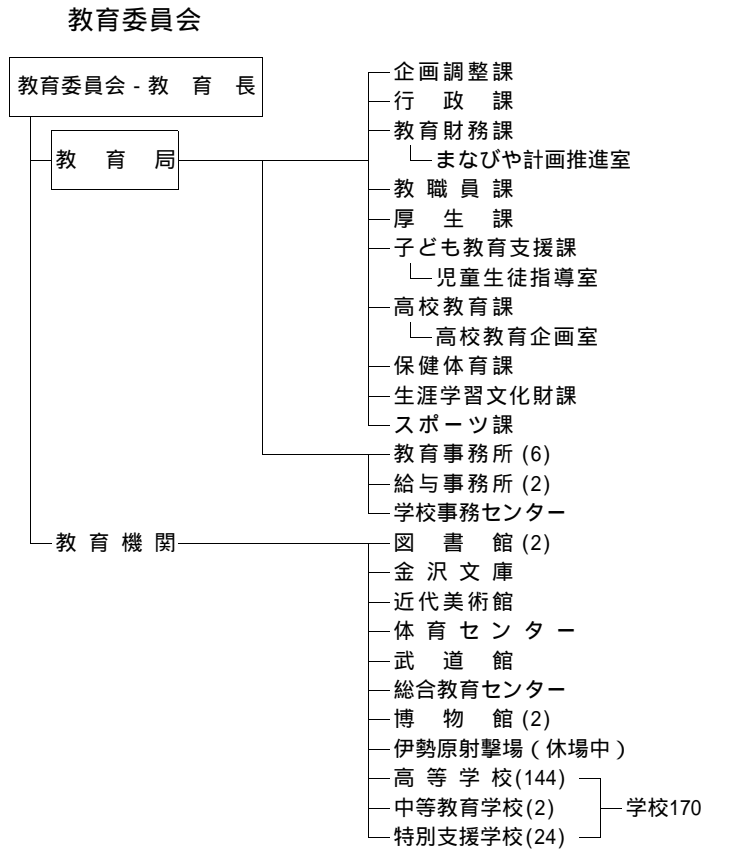 教育委員会
教育委員会 - 教　育　長
教　育　局
企画調整課
行　政　課
教育財務課
まなびや計画推進室
教 職 員 課
厚　生　課
子ども教育支援課
児童生徒指導室
高校教育課
高校教育企画室
保健体育課
生涯学習文化財課
スポーツ課
教育事務所 (6)
給与事務所 (2)
学校事務センター
教 育 機 関
図　書　館 (2)
金 沢 文 庫
近代美術館
体 育 セ ン タ ー
武　道　館
総合教育センター
博　物　館 (2)
伊勢原射撃場（休場中）
高 等 学 校(144)
中等教育学校(2)
学校170
特別支援学校(24)